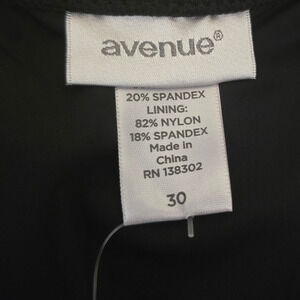 avenue®
20% SPANDEX
LINING:
82% NYLON
18% SPANDEX
Made in
China
RN 138302
30